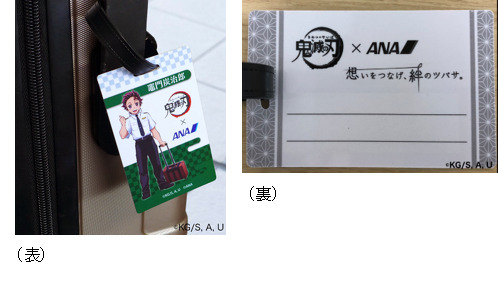 竈門炭治郎
鬼滅の刃
×
ANA
©KG/S, A, U
(表)
鬼滅の刃 × ANA
想いをつなげ、絆のツバサ。
©KG/S, A, U
(裏)